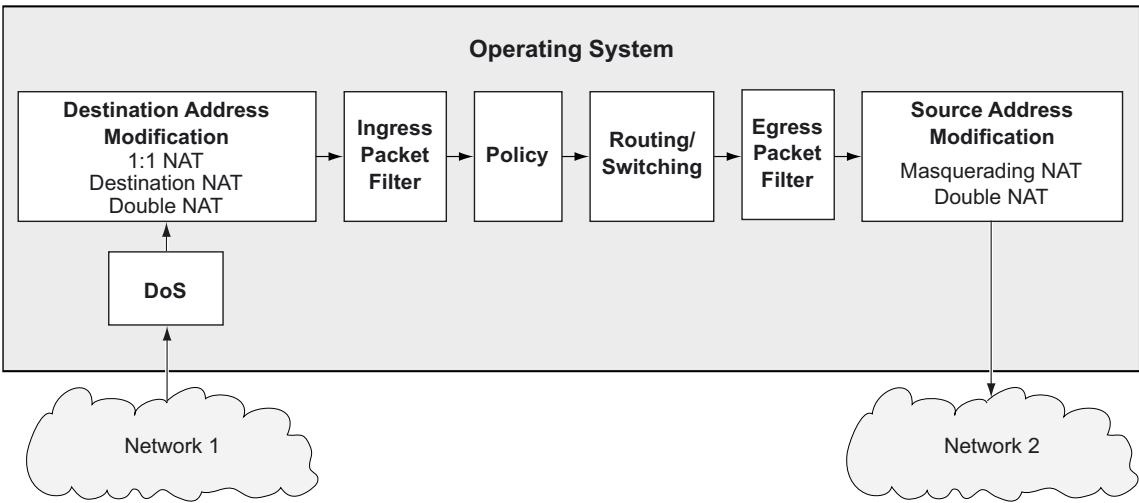 Operating System
Destination Address
Modification
1:1 NAT
Destination NAT
Double NAT
Ingress
Packet
Filter
Policy
Routing/
Switching
Egress
Packet
Filter
Source Address
Modification
Masquerading NAT
Double NAT
DoS
Network 1
Network 2